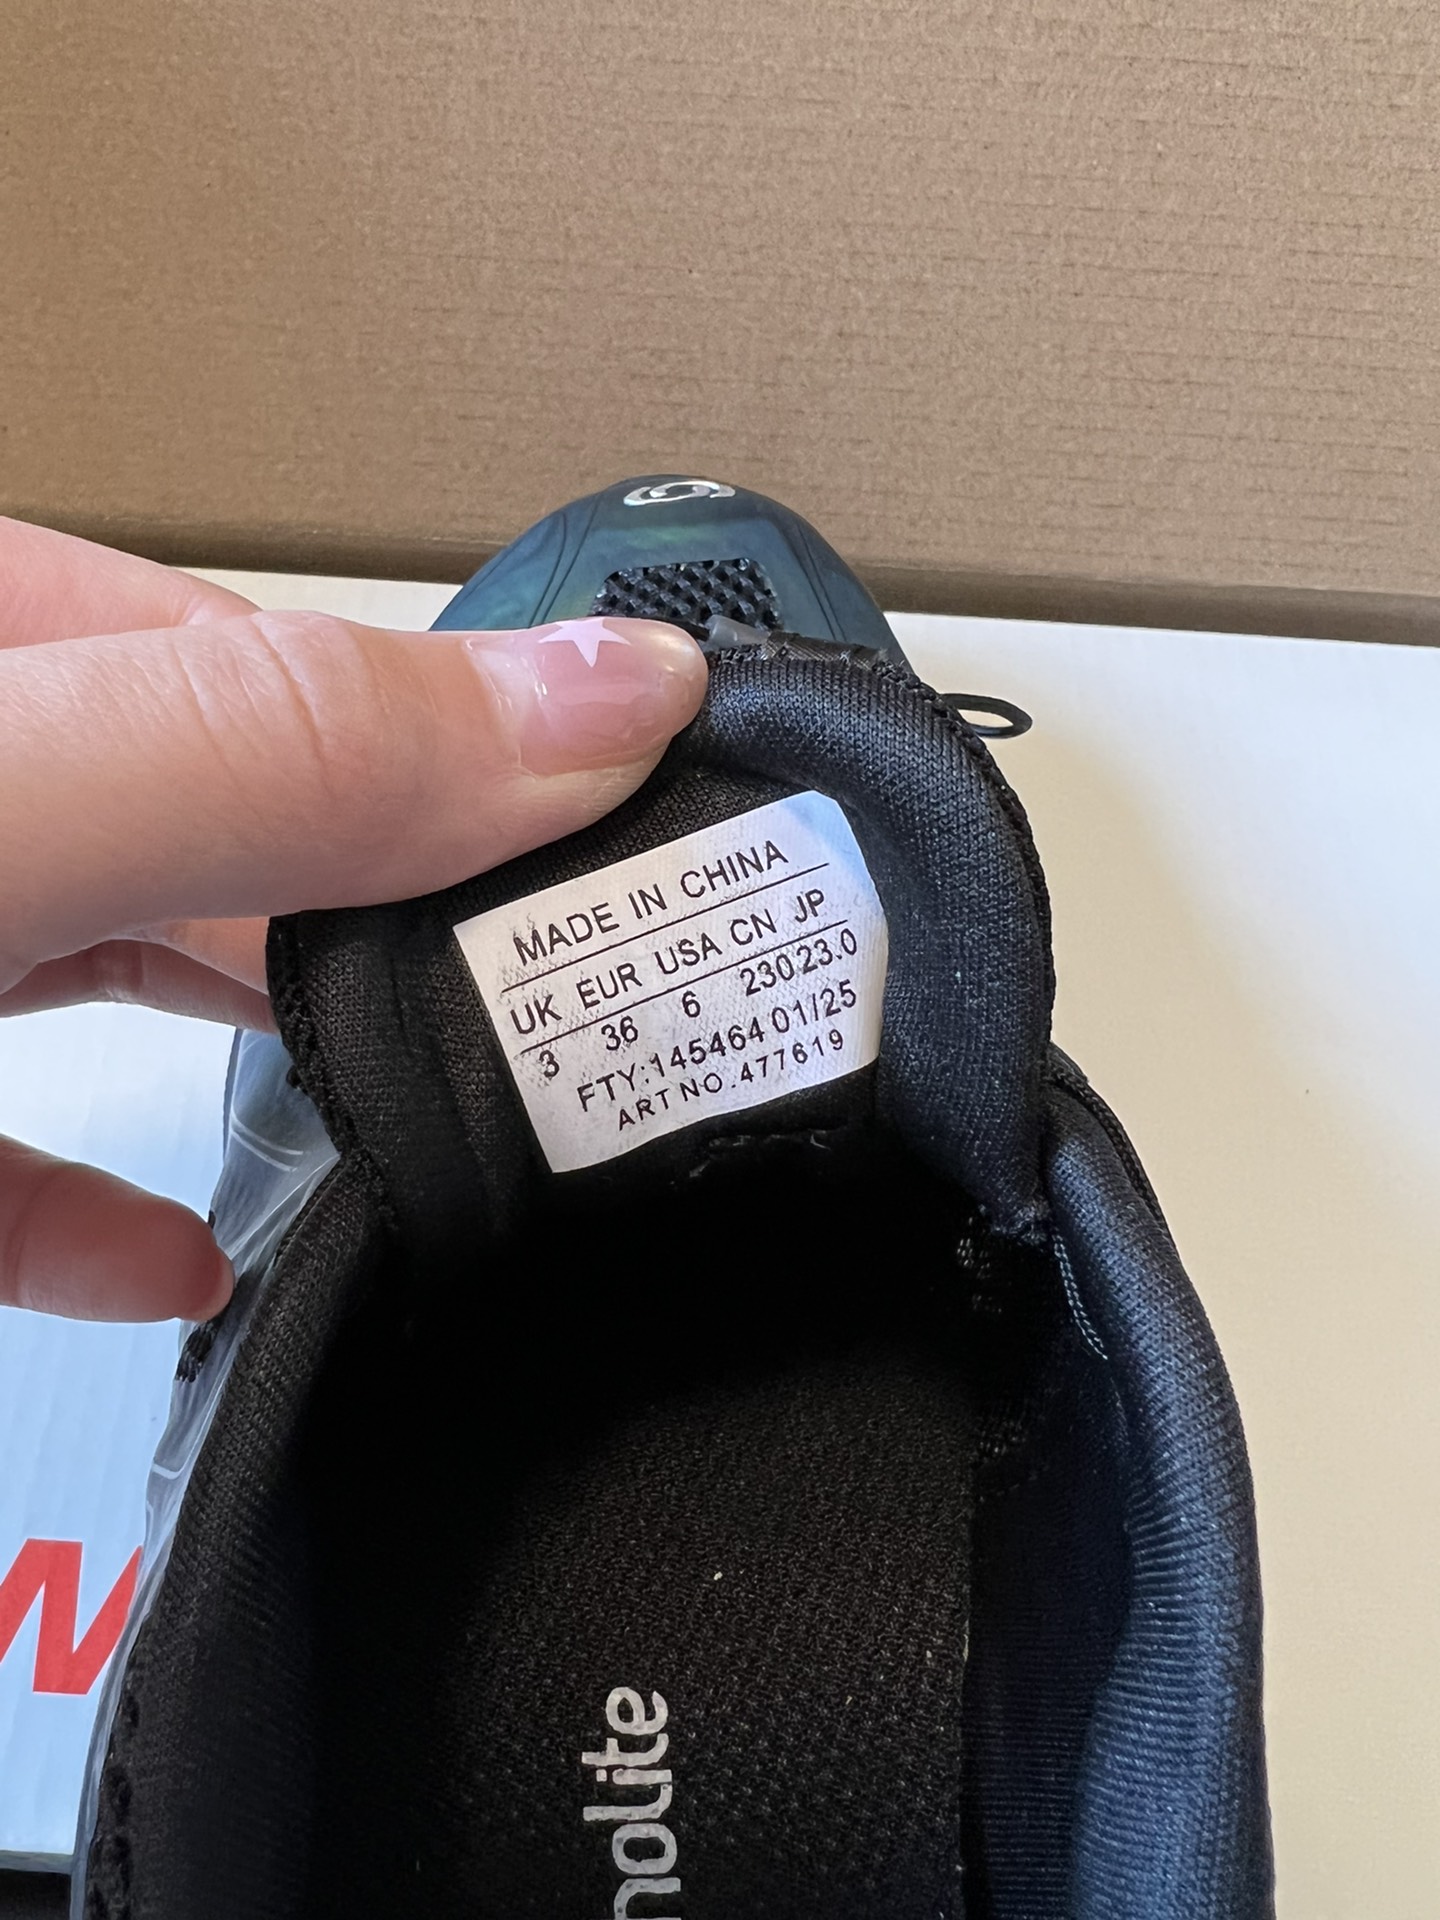 MADE IN CHINA
UK EUR USA CN JP
3 36 6 230 23.0
FTY:145464 01/25
ART NO.477619
noLite